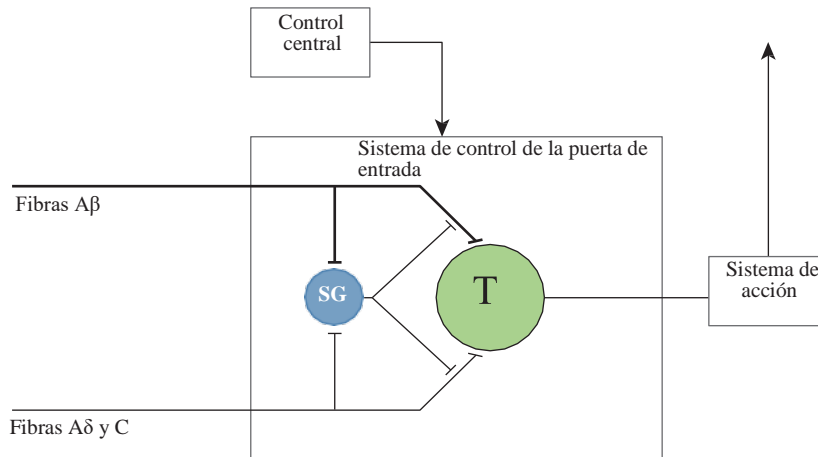 Control
central
Sistema de control de la puerta de
entrada
Fibras Aβ
SG
T
Sistema de
acción
Fibras Aδ y C